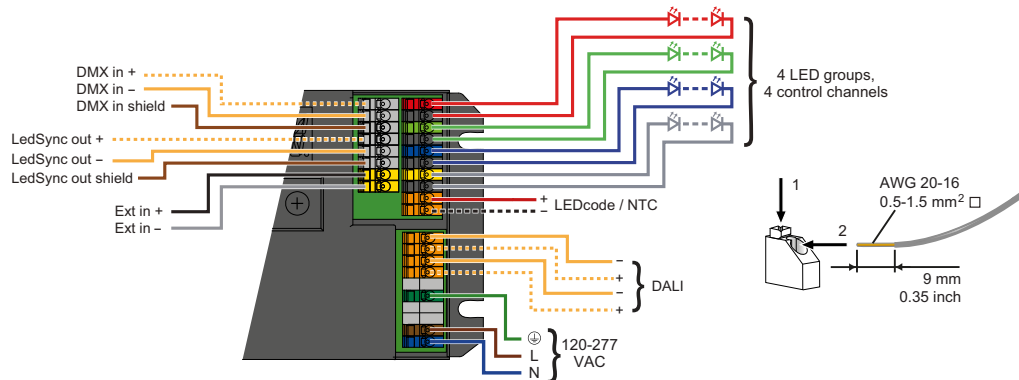 DMX in +
DMX in –
DMX in shield
LedSync out +
LedSync out –
LedSync out shield
Ext in +
Ext in –
4 LED groups,
4 control channels
+
–
LEDcode / NTC
–
+
–
+
DALI
L
N
120-277
VAC
1
2
AWG 20-16
0.5-1.5 mm² □
9 mm
0.35 inch